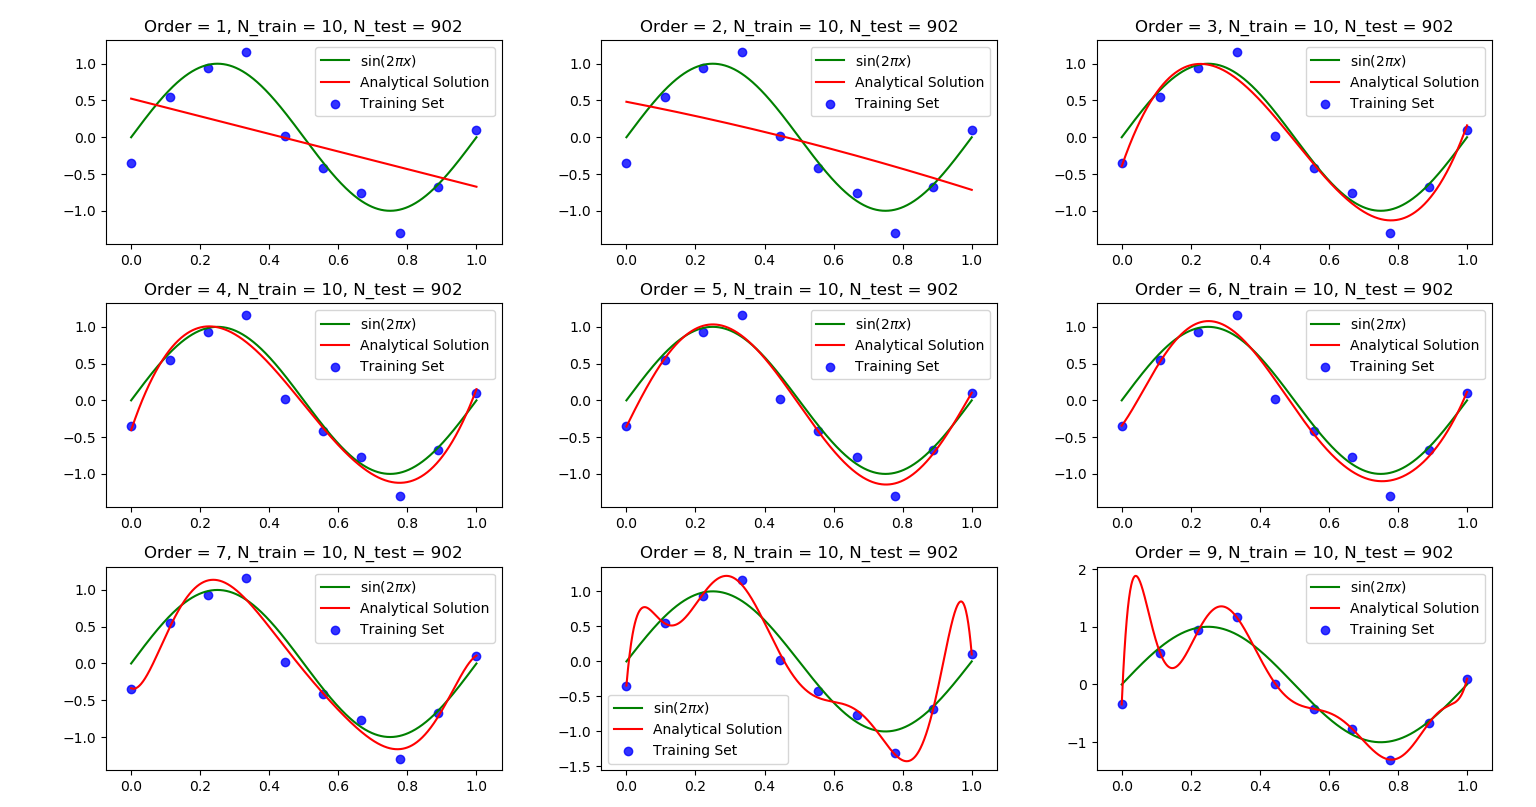 Order = 1, N_train = 10, N_test = 902
sin(2πx)
Analytical Solution
Training Set
1.0
0.5
0.0
−0.5
−1.0
0.0 0.2 0.4 0.6 0.8 1.0
Order = 2, N_train = 10, N_test = 902
sin(2πx)
Analytical Solution
Training Set
1.0
0.5
0.0
−0.5
−1.0
0.0 0.2 0.4 0.6 0.8 1.0
Order = 3, N_train = 10, N_test = 902
sin(2πx)
Analytical Solution
Training Set
1.0
0.5
0.0
−0.5
−1.0
0.0 0.2 0.4 0.6 0.8 1.0
Order = 4, N_train = 10, N_test = 902
sin(2πx)
Analytical Solution
Training Set
1.0
0.5
0.0
−0.5
−1.0
0.0 0.2 0.4 0.6 0.8 1.0
Order = 5, N_train = 10, N_test = 902
sin(2πx)
Analytical Solution
Training Set
1.0
0.5
0.0
−0.5
−1.0
0.0 0.2 0.4 0.6 0.8 1.0
Order = 6, N_train = 10, N_test = 902
sin(2πx)
Analytical Solution
Training Set
1.0
0.5
0.0
−0.5
−1.0
0.0 0.2 0.4 0.6 0.8 1.0
Order = 7, N_train = 10, N_test = 902
sin(2πx)
Analytical Solution
Training Set
1.0
0.5
0.0
−0.5
−1.0
0.0 0.2 0.4 0.6 0.8 1.0
Order = 8, N_train = 10, N_test = 902
1.0
0.5
0.0
−0.5
−1.0
−1.5
sin(2πx)
Analytical Solution
Training Set
0.0 0.2 0.4 0.6 0.8 1.0
Order = 9, N_train = 10, N_test = 902
sin(2πx)
Analytical Solution
Training Set
2
1
0
−1
0.0 0.2 0.4 0.6 0.8 1.0